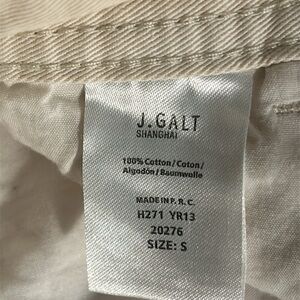 J.GALT
SHANGHAI
100% Cotton / Coton /
Algodón / Baumwolle
MADE IN P. R. C.
H271 YR13
20276
SIZE: S